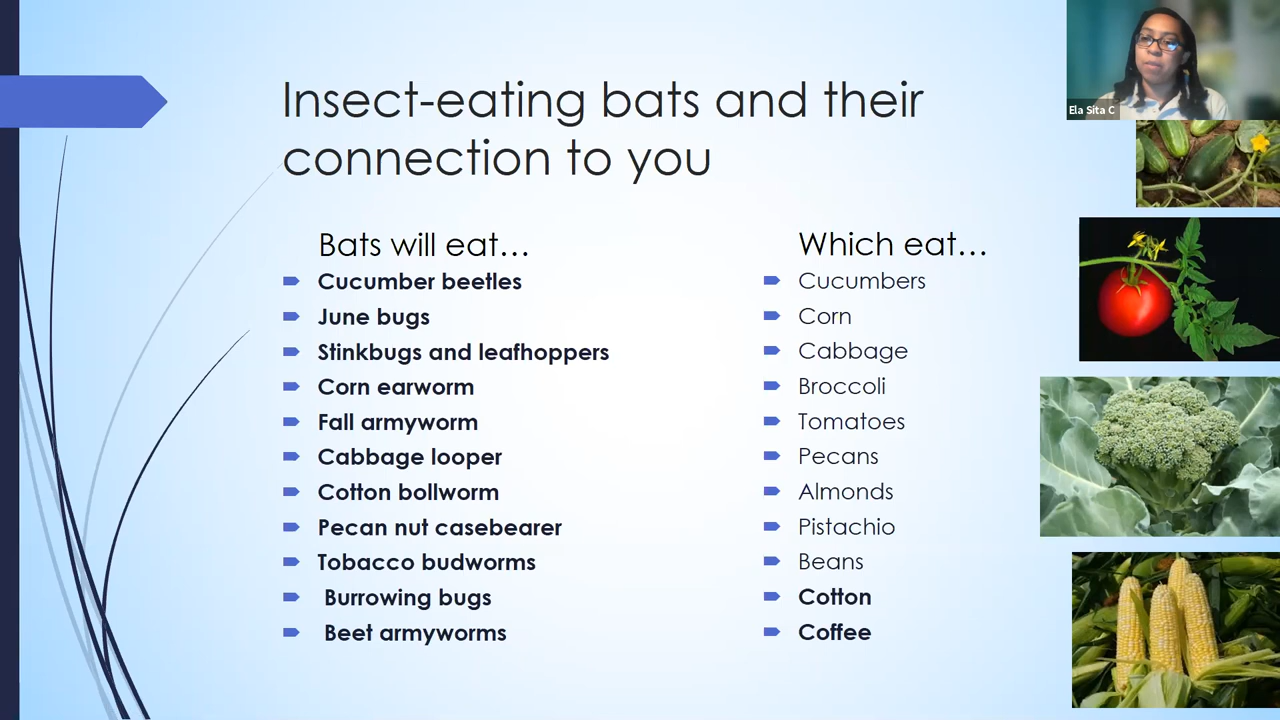 Insect-eating bats and their
connection to you
Bats will eat…
Cucumber beetles
June bugs
Stinkbugs and leafhoppers
Corn earworm
Fall armyworm
Cabbage looper
Cotton bollworm
Pecan nut casebearer
Tobacco budworms
Burrowing bugs
Beet armyworms
Which eat…
Cucumbers
Corn
Cabbage
Broccoli
Tomatoes
Pecans
Almonds
Pistachio
Beans
Cotton
Coffee
Ela Sita C